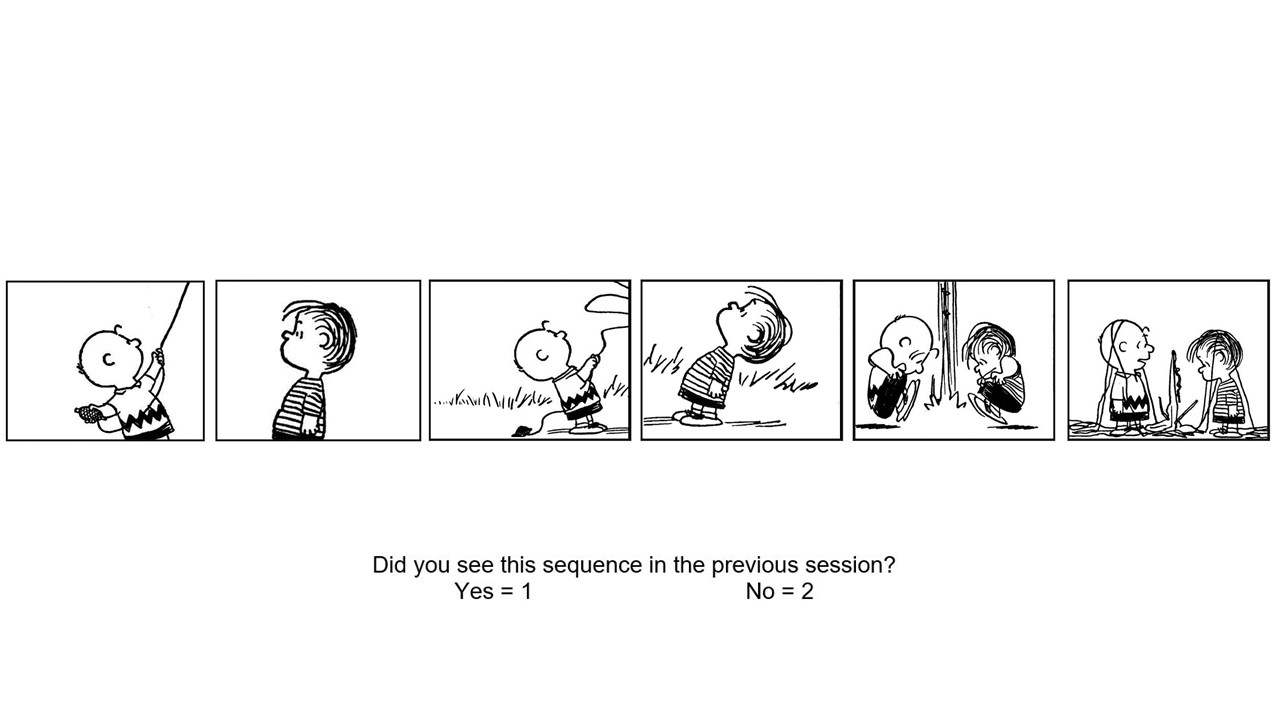 Did you see this sequence in the previous session?
Yes = 1 No = 2